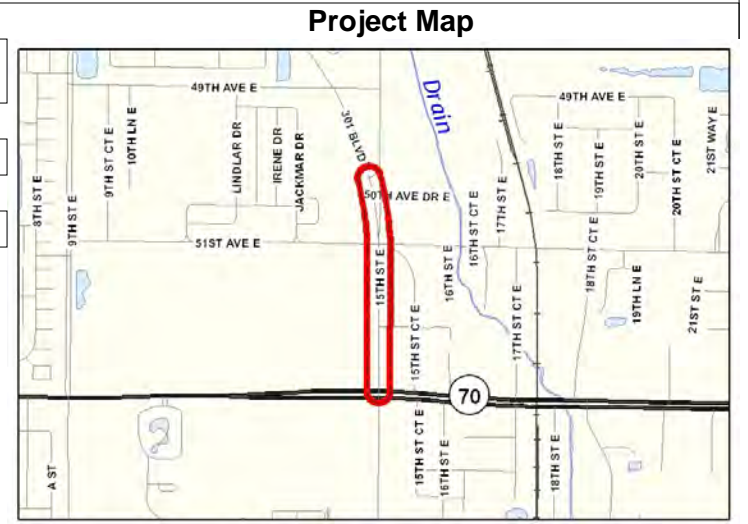 Project Map
49TH AVE E
Drain
49TH AVE E
8TH ST E
9TH ST E
9TH ST CT E
10TH LN E
LINDLAR DR
IRENE DR
JACKMAR DR
50TH AVE DR E
51ST AVE E
15TH ST E
15TH ST CT E
16TH ST E
16TH ST CT E
17TH ST E
17TH ST CT E
18TH ST E
19TH ST E
20TH ST E
20TH ST CT E
21ST WAY E
18TH ST CT E
19TH LN E
21ST ST E
70
A ST
15TH ST CT E
16TH ST E
18TH ST E